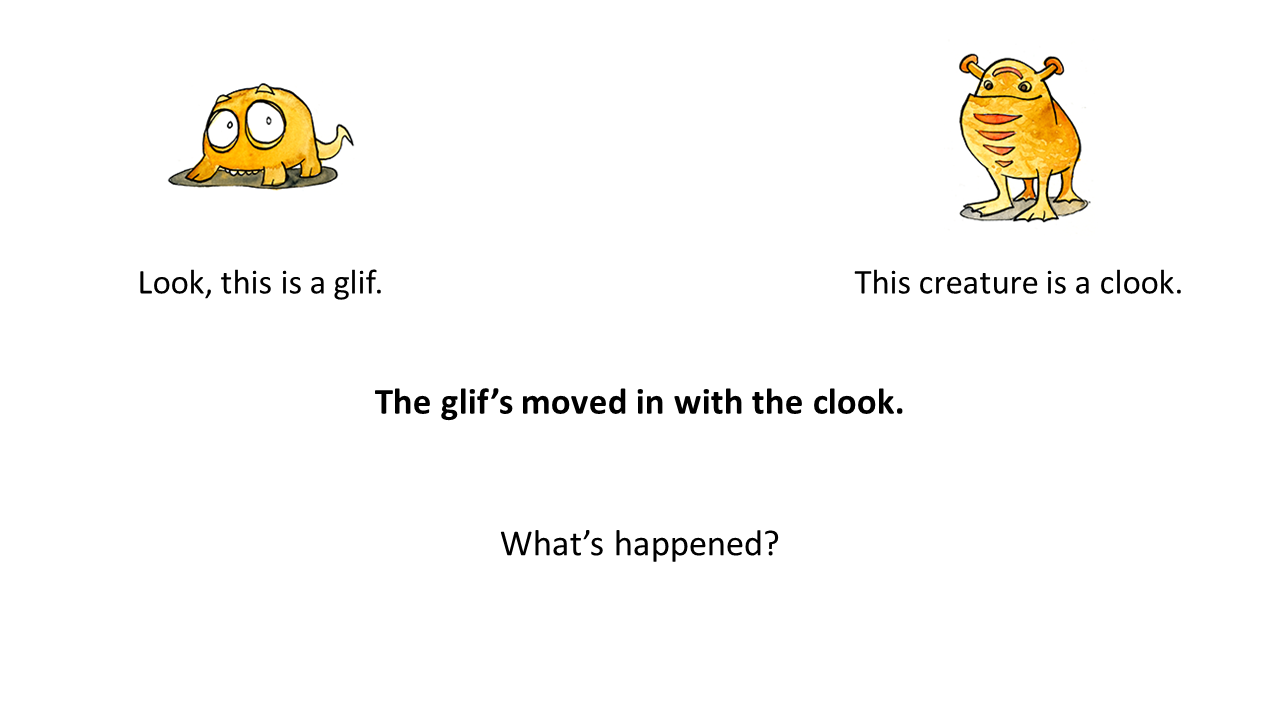 Look, this is a glif.
This creature is a clook.
The glif’s moved in with the clook.
What’s happened?